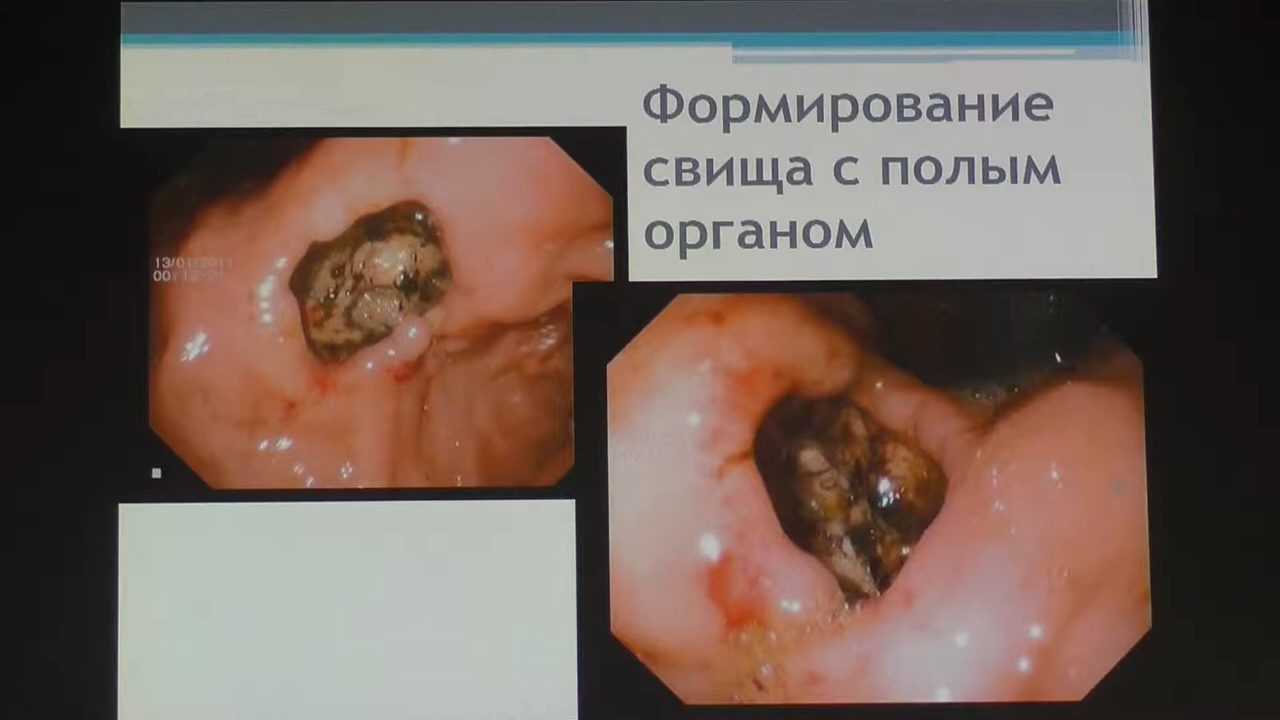 Формирование
свища с полым
органом